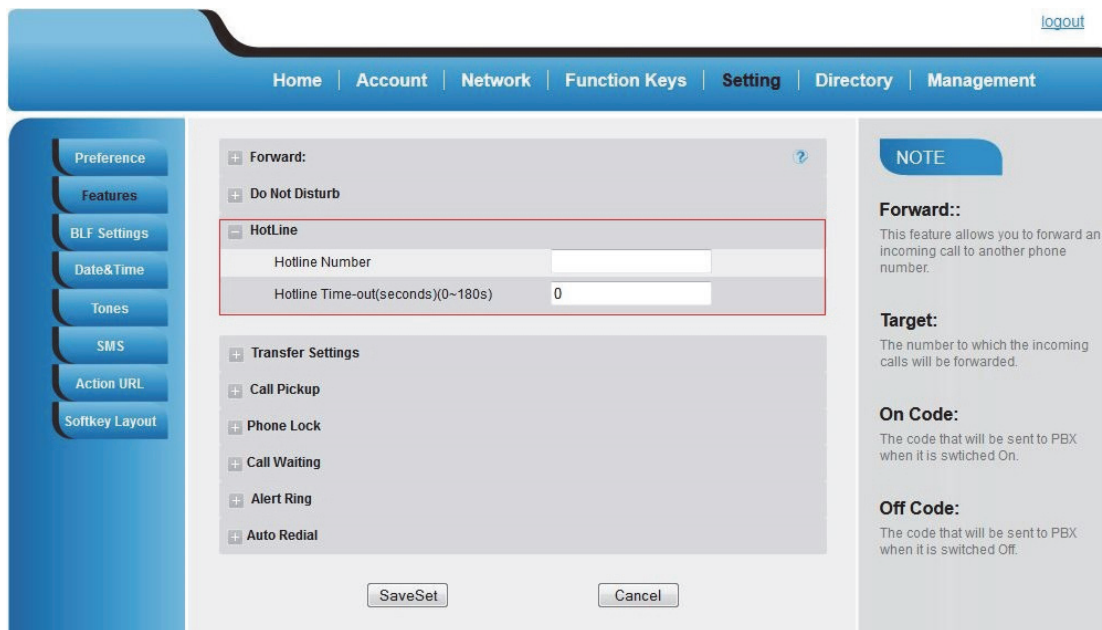 logout
Home | Account | Network | Function Keys | Setting | Directory | Management
Preference
Features
BLF Settings
Date&Time
Tones
SMS
Action URL
Softkey Layout
Forward:
Do Not Disturb
HotLine
Hotline Number
Hotline Time-out(seconds)(0~180s) 0
Transfer Settings
Call Pickup
Phone Lock
Call Waiting
Alert Ring
Auto Redial
SaveSet Cancel
NOTE
Forward::
This feature allows you to forward an
incoming call to another phone
number.
Target:
The number to which the incoming
calls will be forwarded.
On Code:
The code that will be sent to PBX
when it is swtiched On.
Off Code:
The code that will be sent to PBX
when it is switched Off.